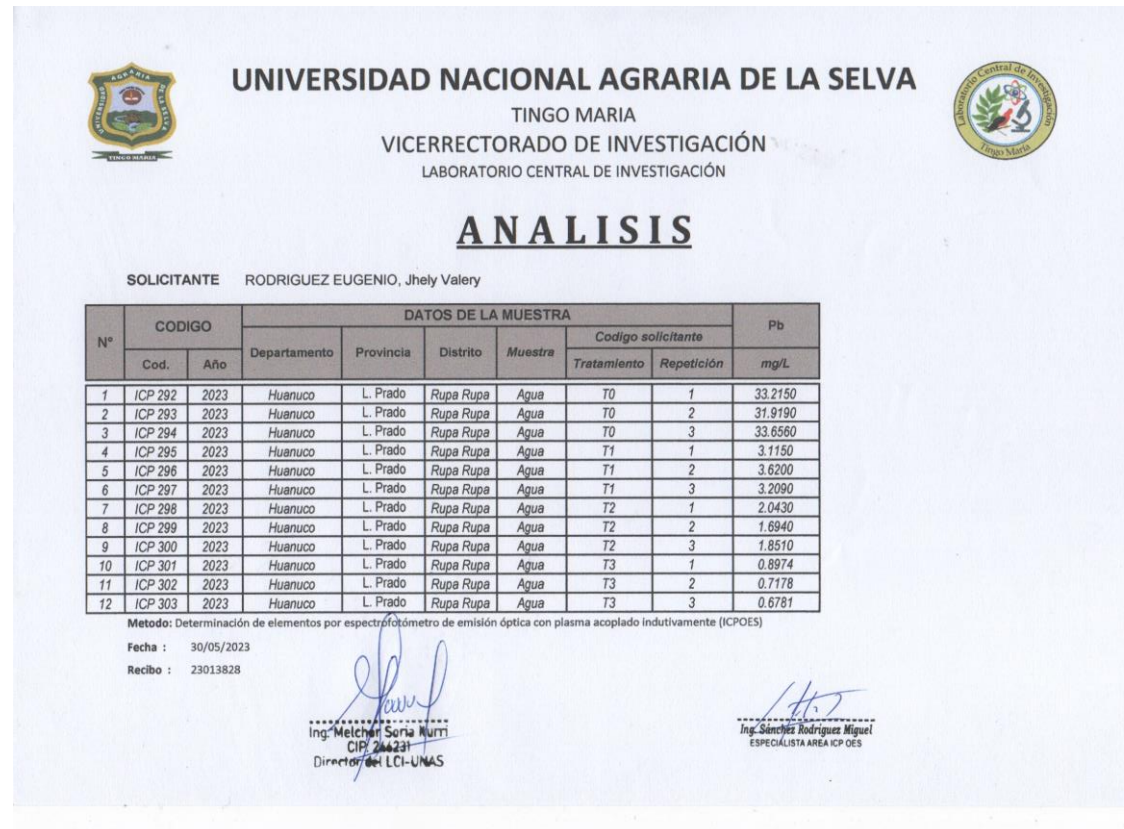 UNIVERSIDAD NACIONAL AGRARIA DE LA SELVA
TINGO MARIA
VICERRECTORADO DE INVESTIGACIÓN
LABORATORIO CENTRAL DE INVESTIGACIÓN
AGRARIA
DE LA SELVA
TINGO MARIA
Laboratorio Central de Investigación
Tingo María
ANALISIS
SOLICITANTE RODRIGUEZ EUGENIO, Jhely Valery
N° CODIGO DATOS DE LA MUESTRA Pb
Codigo solicitante
Cod. Año Departamento Provincia Distrito Muestra Tratamiento Repetición mg/L
1 ICP 292 2023 Huanuco L. Prado Rupa Rupa Agua T0 1 33.2150
2 ICP 293 2023 Huanuco L. Prado Rupa Rupa Agua T0 2 31.9190
3 ICP 294 2023 Huanuco L. Prado Rupa Rupa Agua T0 3 33.6560
4 ICP 295 2023 Huanuco L. Prado Rupa Rupa Agua T1 1 3.1150
5 ICP 296 2023 Huanuco L. Prado Rupa Rupa Agua T1 2 3.6200
6 ICP 297 2023 Huanuco L. Prado Rupa Rupa Agua T1 3 3.2090
7 ICP 298 2023 Huanuco L. Prado Rupa Rupa Agua T2 1 2.0430
8 ICP 299 2023 Huanuco L. Prado Rupa Rupa Agua T2 2 1.6940
9 ICP 300 2023 Huanuco L. Prado Rupa Rupa Agua T2 3 1.8510
10 ICP 301 2023 Huanuco L. Prado Rupa Rupa Agua T3 1 0.8974
11 ICP 302 2023 Huanuco L. Prado Rupa Rupa Agua T3 2 0.7178
12 ICP 303 2023 Huanuco L. Prado Rupa Rupa Agua T3 3 0.6781
Metodo: Determinación de elementos por espectrofotómetro de emisión óptica con plasma acoplado indutivamente (ICPOES)
Fecha : 30/05/2023
Recibo : 23013828
Ing. Melchor Soria
CIP.
Director del LCI-UNAS
Ing. Sánchez Rodriguez Miguel
ESPECIALISTA AREA ICP OES